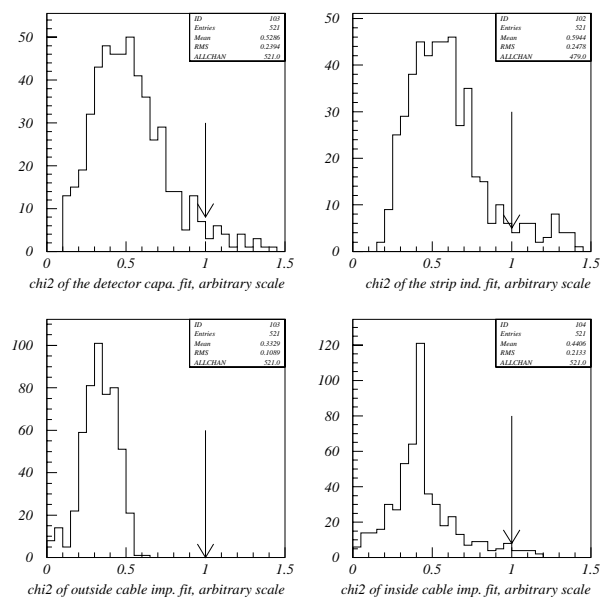 ID 103
Entries 521
Mean 0.5286
RMS 0.2394
ALLCHAN 521.0
50
40
30
20
10
0
0 0.5 1 1.5
chi2 of the detector capa. fit, arbitrary scale
ID 102
Entries 521
Mean 0.5944
RMS 0.2478
ALLCHAN 479.0
50
40
30
20
10
0
0 0.5 1 1.5
chi2 of the strip ind. fit, arbitrary scale
ID 103
Entries 521
Mean 0.3329
RMS 0.1089
ALLCHAN 521.0
100
80
60
40
20
0
0 0.5 1 1.5
chi2 of outside cable imp. fit, arbitrary scale
ID 104
Entries 521
Mean 0.4406
RMS 0.2133
ALLCHAN 521.0
120
100
80
60
40
20
0
0 0.5 1 1.5
chi2 of inside cable imp. fit, arbitrary scale